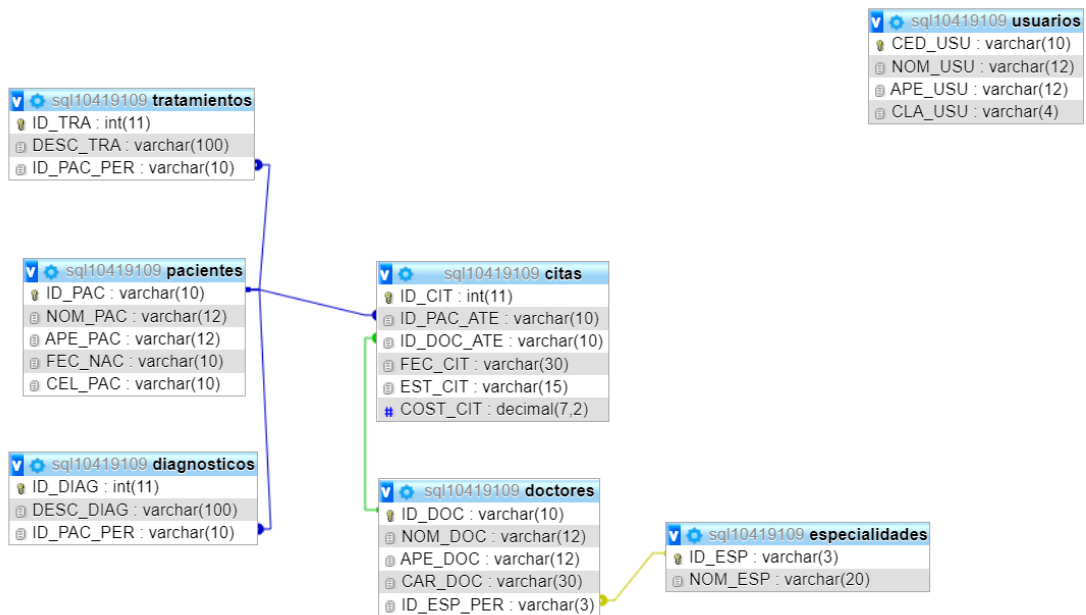 sql10419109 usuarios
CED_USU : varchar(10)
NOM_USU : varchar(12)
APE_USU : varchar(12)
CLA_USU : varchar(4)
sql10419109 tratamientos
ID_TRA : int(11)
DESC_TRA : varchar(100)
ID_PAC_PER : varchar(10)
sql10419109 pacientes
ID_PAC : varchar(10)
NOM_PAC : varchar(12)
APE_PAC : varchar(12)
FEC_NAC : varchar(10)
CEL_PAC : varchar(10)
sql10419109 citas
ID_CIT : int(11)
ID_PAC_ATE : varchar(10)
ID_DOC_ATE : varchar(10)
FEC_CIT : varchar(30)
EST_CIT : varchar(15)
# COST_CIT : decimal(7,2)
sql10419109 diagnosticos
ID_DIAG : int(11)
DESC_DIAG : varchar(100)
ID_PAC_PER : varchar(10)
sql10419109 doctores
ID_DOC : varchar(10)
NOM_DOC : varchar(12)
APE_DOC : varchar(12)
CAR_DOC : varchar(30)
ID_ESP_PER : varchar(3)
sql10419109 especialidades
ID_ESP : varchar(3)
NOM_ESP : varchar(20)